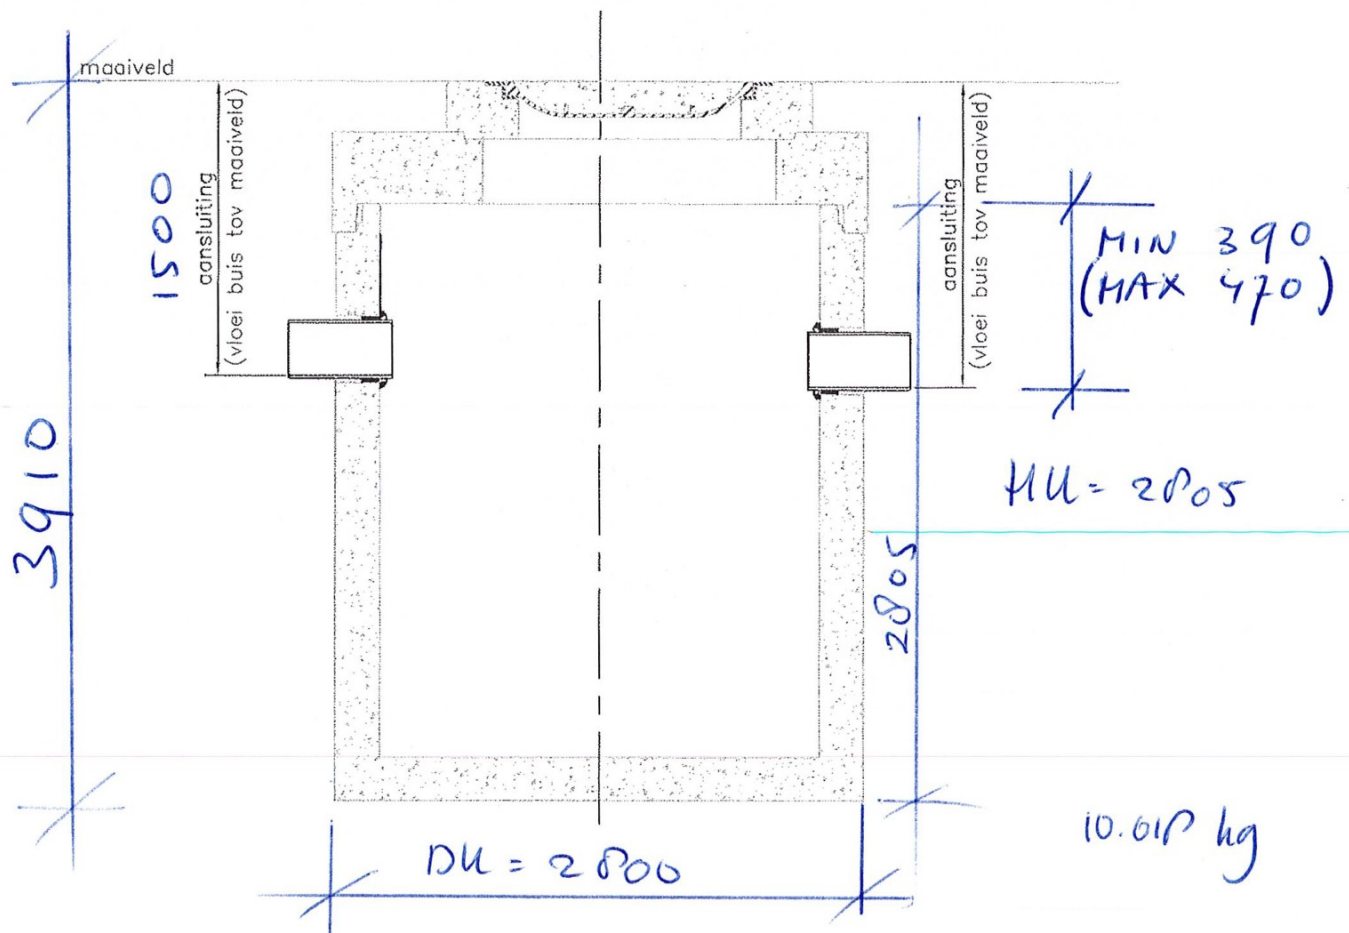 maaiveld
1500
aansluiting
(vloei buis tov maaiveld)
3910
aansluiting
(vloei buis tov maaiveld)
MIN 390
(MAX 470)
HU = 2805
2805
DU = 2800
10.018 kg